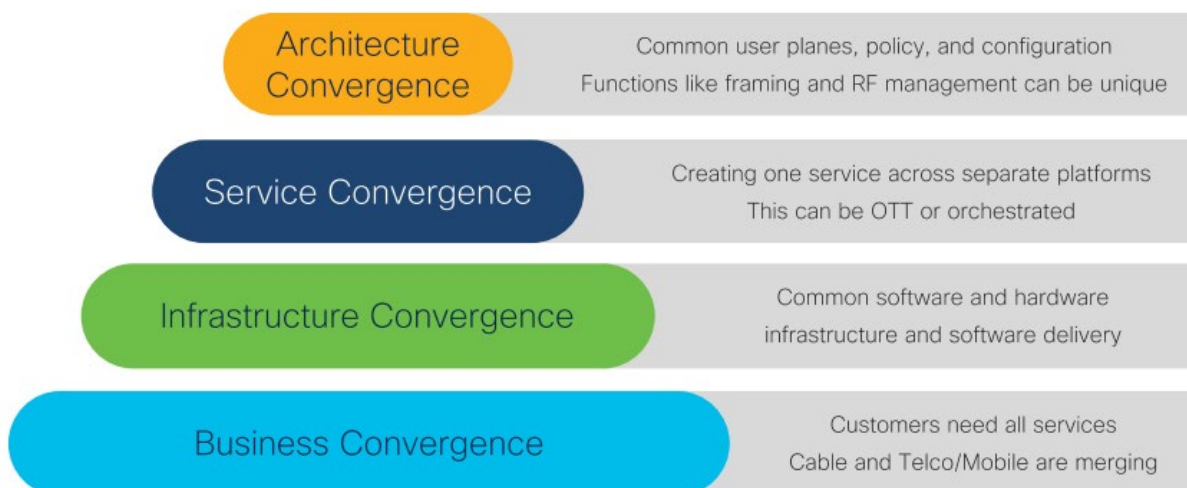 Architecture
Convergence
Common user planes, policy, and configuration
Functions like framing and RF management can be unique
Service Convergence
Creating one service across separate platforms
This can be OTT or orchestrated
Infrastructure Convergence
Common software and hardware
infrastructure and software delivery
Business Convergence
Customers need all services
Cable and Telco/Mobile are merging